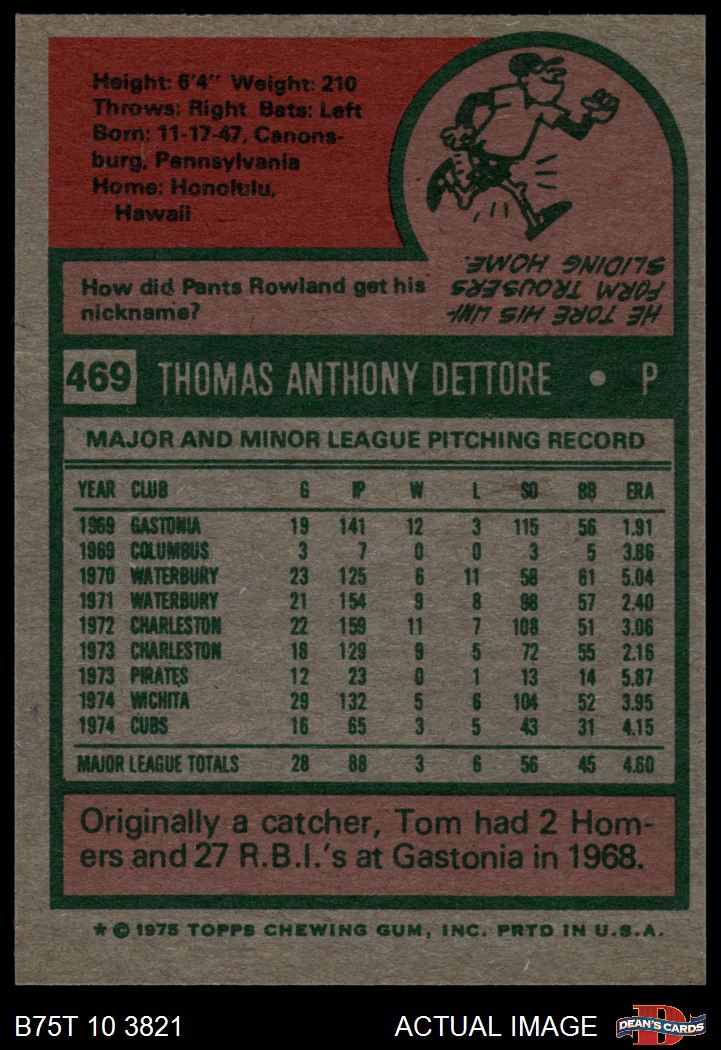 Height: 6'4" Weight: 210
Throws: Right Bats: Left
Born: 11-17-47, Canons-
burg, Pennsylvania
Home: Honolulu,
Hawaii
How did Pants Rowland get his
nickname?
HE TORE HIS UNI-
FORM TROUSERS
SLIDING HOME.
469 THOMAS ANTHONY DETTORE • P
MAJOR AND MINOR LEAGUE PITCHING RECORD
YEAR CLUB G IP W L SO BB ERA
1969 GASTONIA 19 141 12 3 115 56 1.91
1969 COLUMBUS 3 7 0 0 3 5 3.86
1970 WATERBURY 23 125 6 11 58 61 5.04
1971 WATERBURY 21 154 9 8 98 57 2.40
1972 CHARLESTON 22 159 11 7 108 51 3.06
1973 CHARLESTON 18 129 9 5 72 55 2.16
1973 PIRATES 12 23 0 1 13 14 5.87
1974 WICHITA 29 132 5 6 104 52 3.95
1974 CUBS 16 65 3 5 43 31 4.15
MAJOR LEAGUE TOTALS 28 88 3 6 56 45 4.60
Originally a catcher, Tom had 2 Hom-
ers and 27 R.B.I.'s at Gastonia in 1968.
* © 1975 TOPPS CHEWING GUM, INC. PRTD IN U.S.A.
B75T 10 3821 ACTUAL IMAGE DEAN'S CARDS